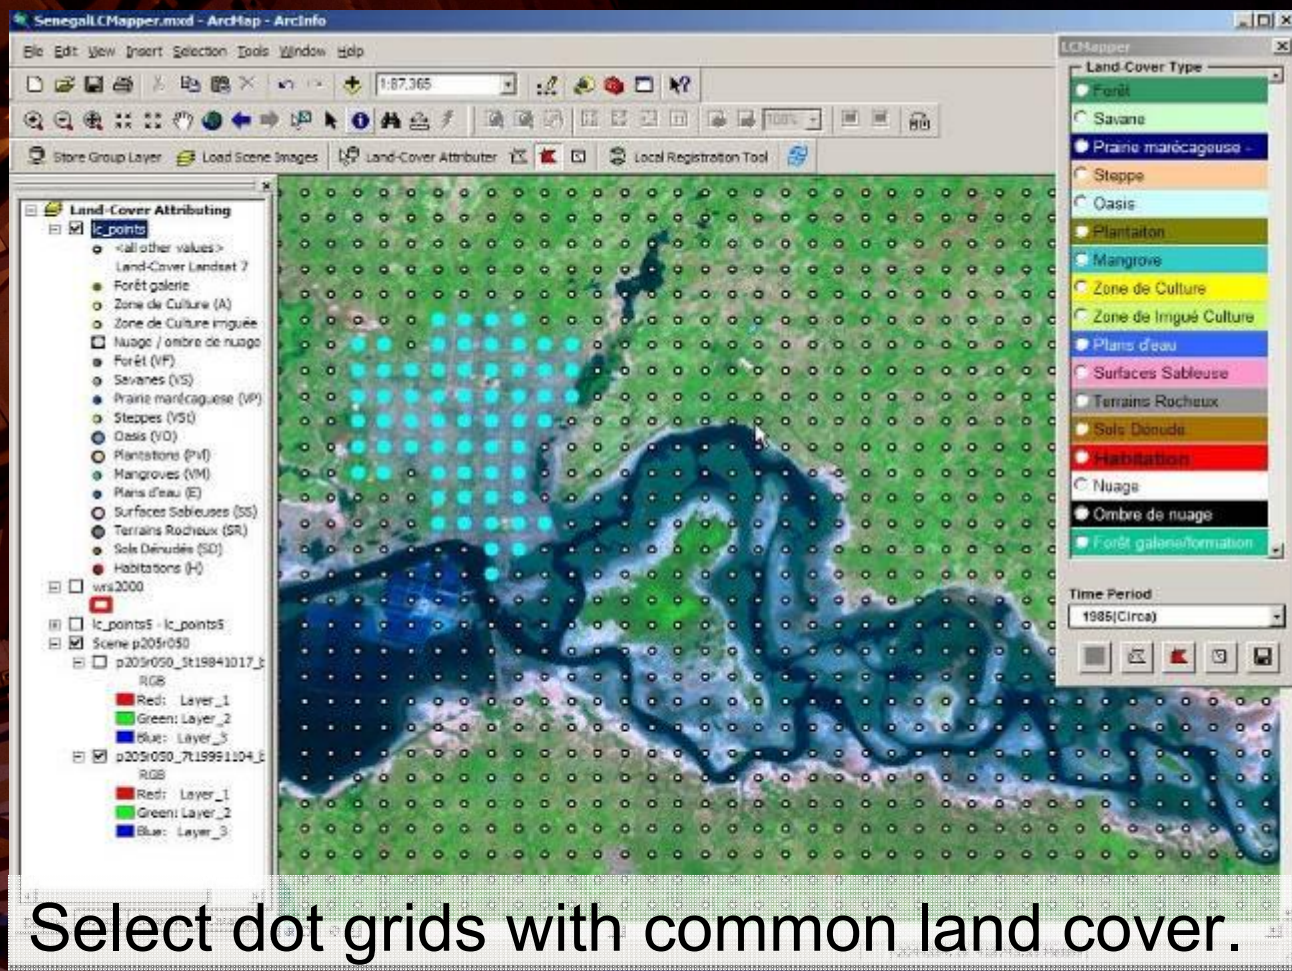 SenegalLCMapper.mxd - ArcMap - ArcInfo
File Edit View Insert Selection Tools Window Help
1:87,365
100%
Store Group Layer Load Scene Images Land-Cover Attributer Local Registration Tool
Land-Cover Attributing
lc_points
<all other values>
Land-Cover Landsat 7
Forêt galerie
Zone de Culture (A)
Zone de Culture irriguée
Nuage / ombre de nuage
Forêt (VF)
Savanes (VS)
Prairie marécaguese (VP)
Steppes (VSt)
Oasis (VO)
Plantations (PVf)
Mangroves (VM)
Plans d'eau (E)
Surfaces Sableuses (SS)
Terrains Rocheux (SR)
Sols Dénudés (SD)
Habitations (H)
wrs2000
lc_points5 - lc_points5
Scene p205r050
p205r050_5t19841017_
RGB
Red: Layer_1
Green: Layer_2
Blue: Layer_3
p205r050_7t19991104_
RGB
Red: Layer_1
Green: Layer_2
Blue: Layer_3
LCMapper
Land-Cover Type
Forêt
Savane
Prairie marécageuse -
Steppe
Oasis
Plantaiton
Mangrove
Zone de Culture
Zone de Irrigué Culture
Plans d'eau
Surfaces Sableuse
Terrains Rocheux
Sols Dénudé
Habitation
Nuage
Ombre de nuage
Forêt galerie/formation
Time Period
1985(Circa)
Select dot grids with common land cover.